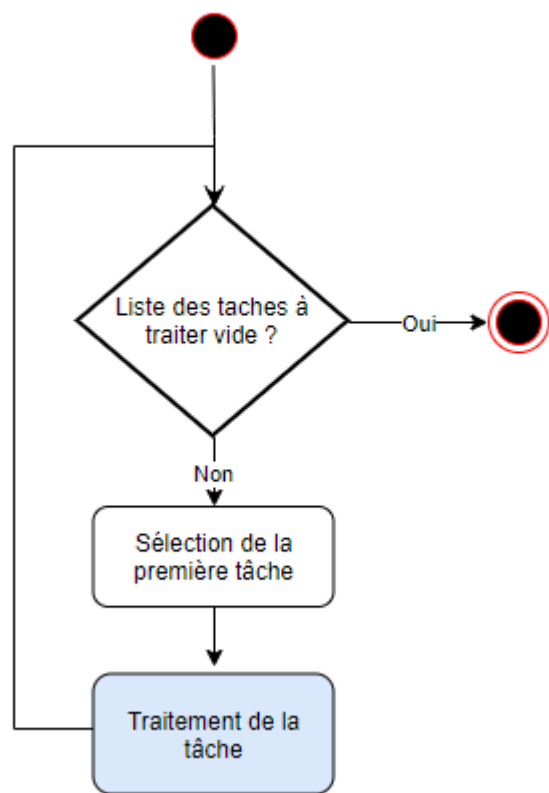 Liste des taches à
traiter vide ?
Oui
Non
Sélection de la
première tâche
Traitement de la
tâche